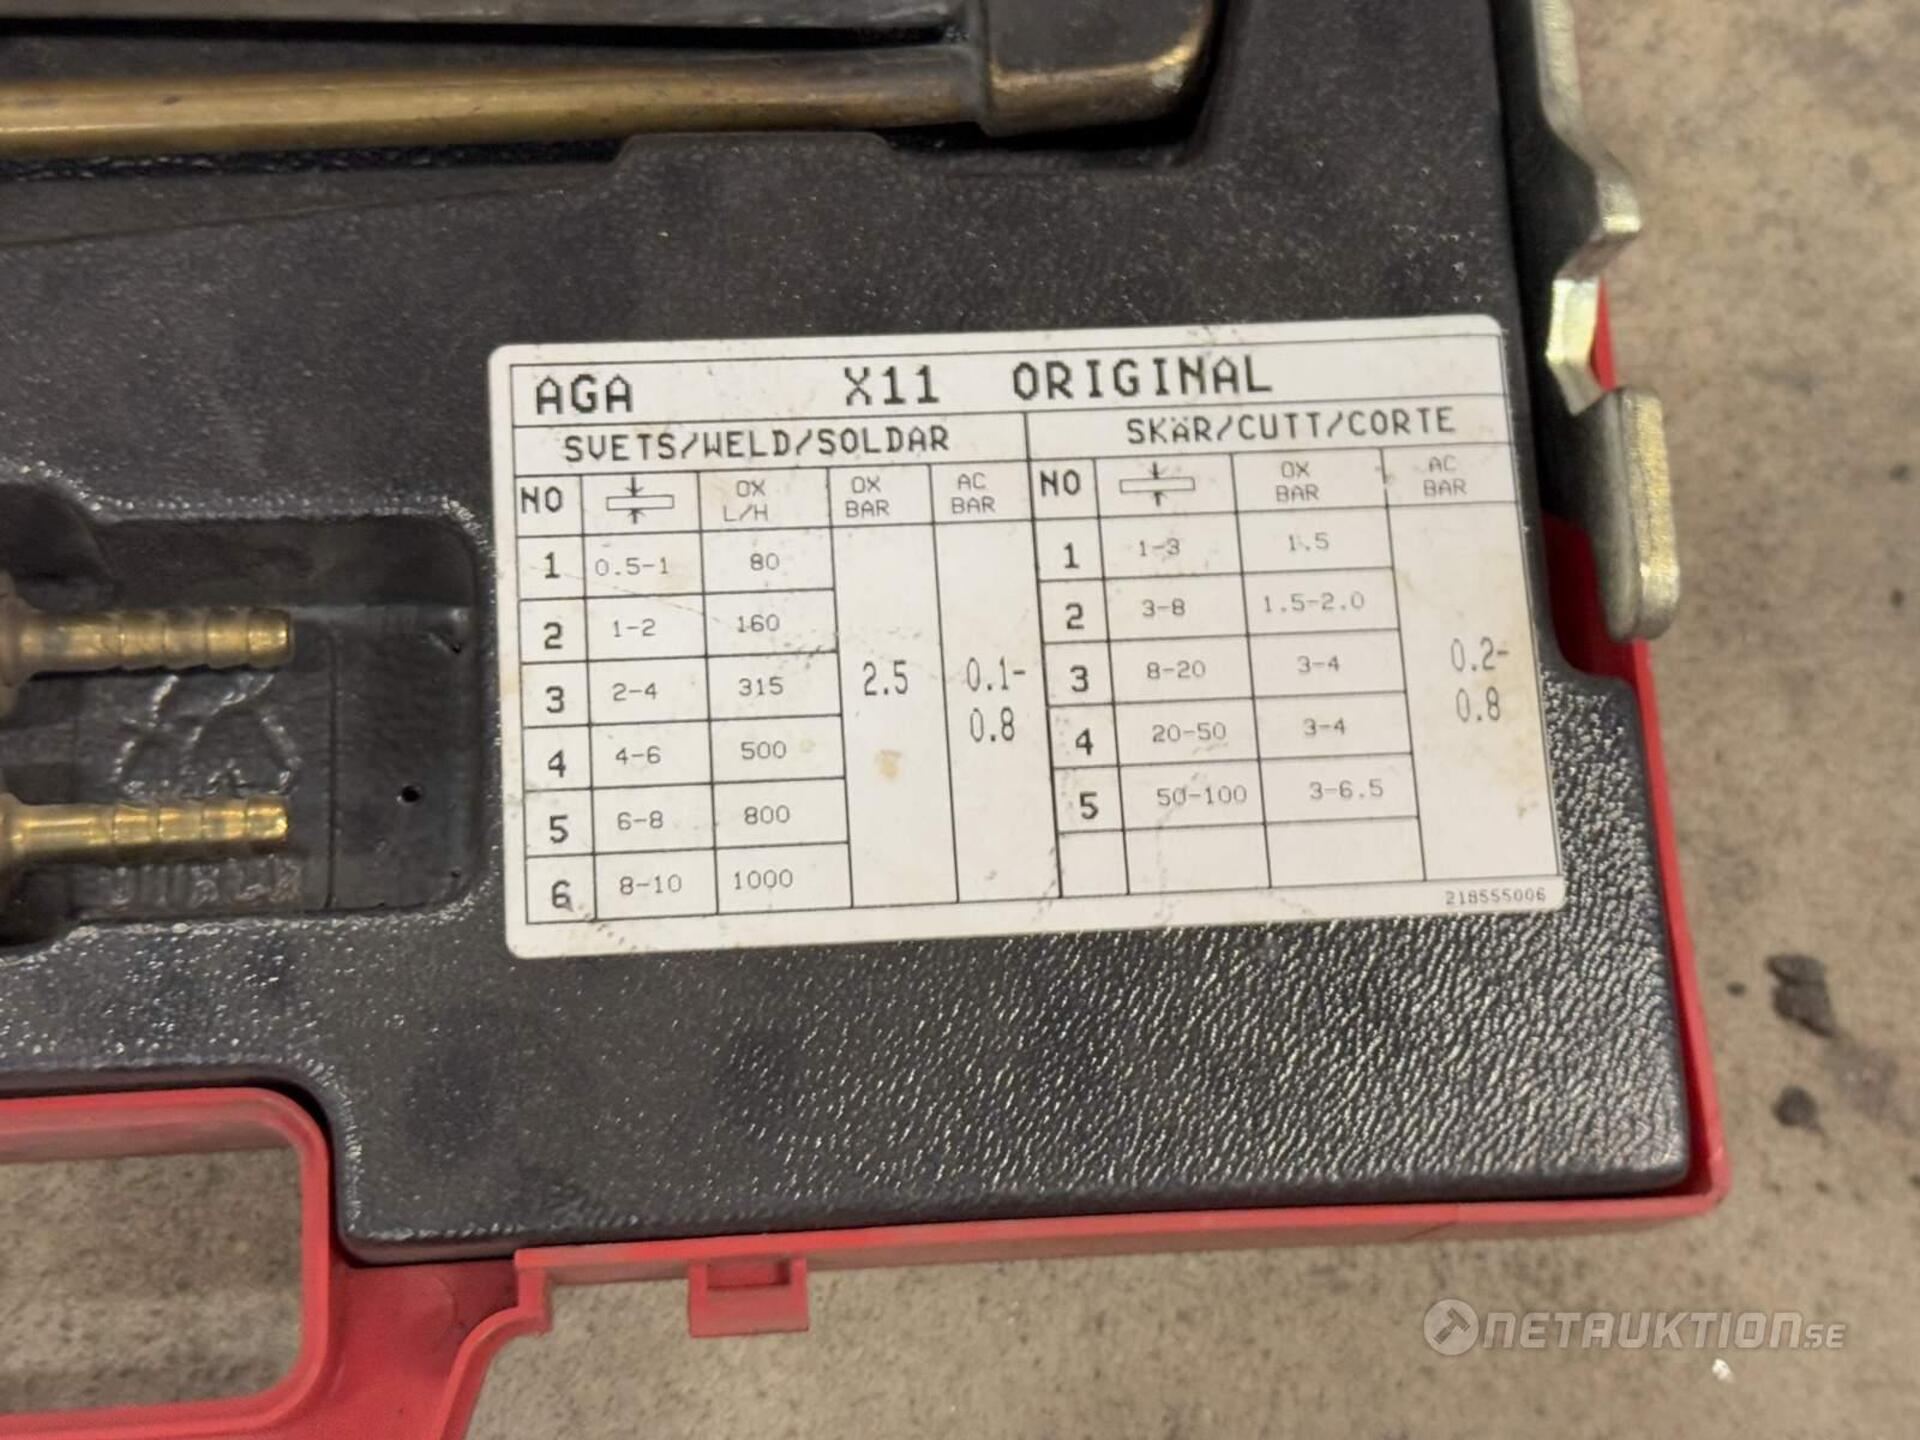 AGA X11 ORIGINAL
SVETS/WELD/SOLDAR SKÄR/CUTT/CORTE
NO OX L/H OX BAR AC BAR NO OX BAR AC BAR
1 0.5-1 80 1 1-3 1.5
2 1-2 160 2 3-8 1.5-2.0
3 2-4 315 2.5 0.1-0.8 3 8-20 3-4 0.2-0.8
4 4-6 500 4 20-50 3-4
5 6-8 800 5 50-100 3-6.5
6 8-10 1000
218555006
NETAUKTION.SE